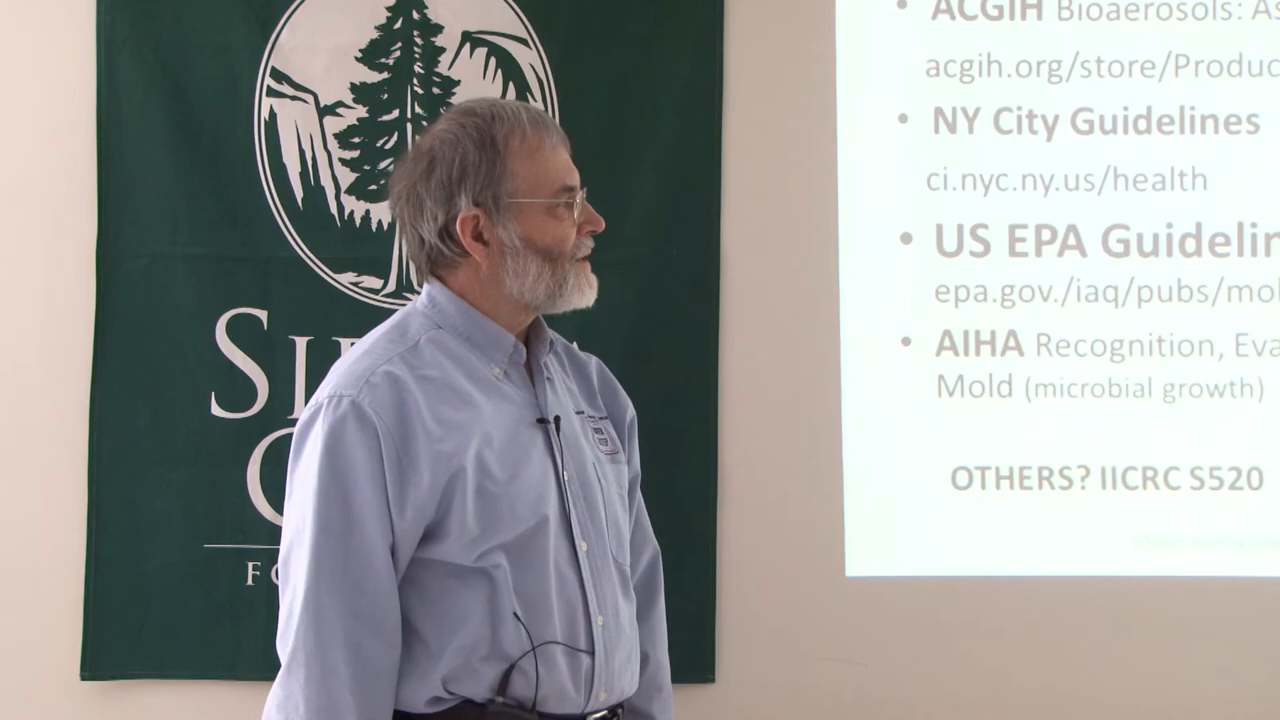 SI
C
FO
• ACGIH Bioaerosols: As
acgih.org/store/Produc
• NY City Guidelines
ci.nyc.ny.us/health
• US EPA Guidelin
epa.gov./iaq/pubs/mol
• AIHA Recognition, Eva
Mold (microbial growth)
OTHERS? IICRC S520